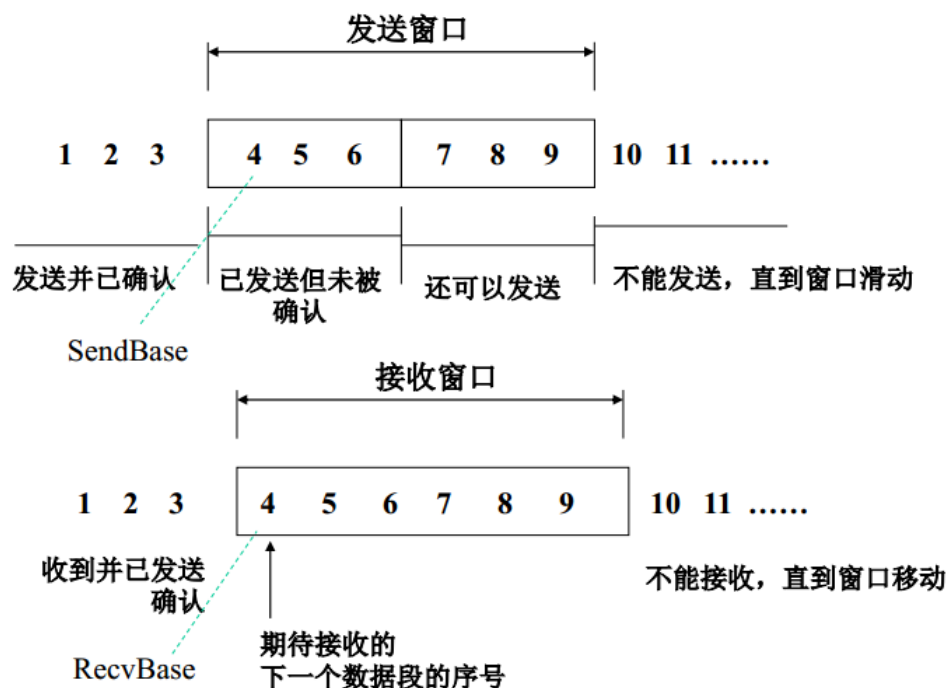 发送窗口
1 2 3 4 5 6 7 8 9 10 11 ……
发送并已确认
已发送但未被
确认
还可以发送
不能发送，直到窗口滑动
SendBase
接收窗口
1 2 3 4 5 6 7 8 9 10 11 ……
收到并已发送
确认
不能接收，直到窗口移动
期待接收的
下一个数据段的序号
RecvBase